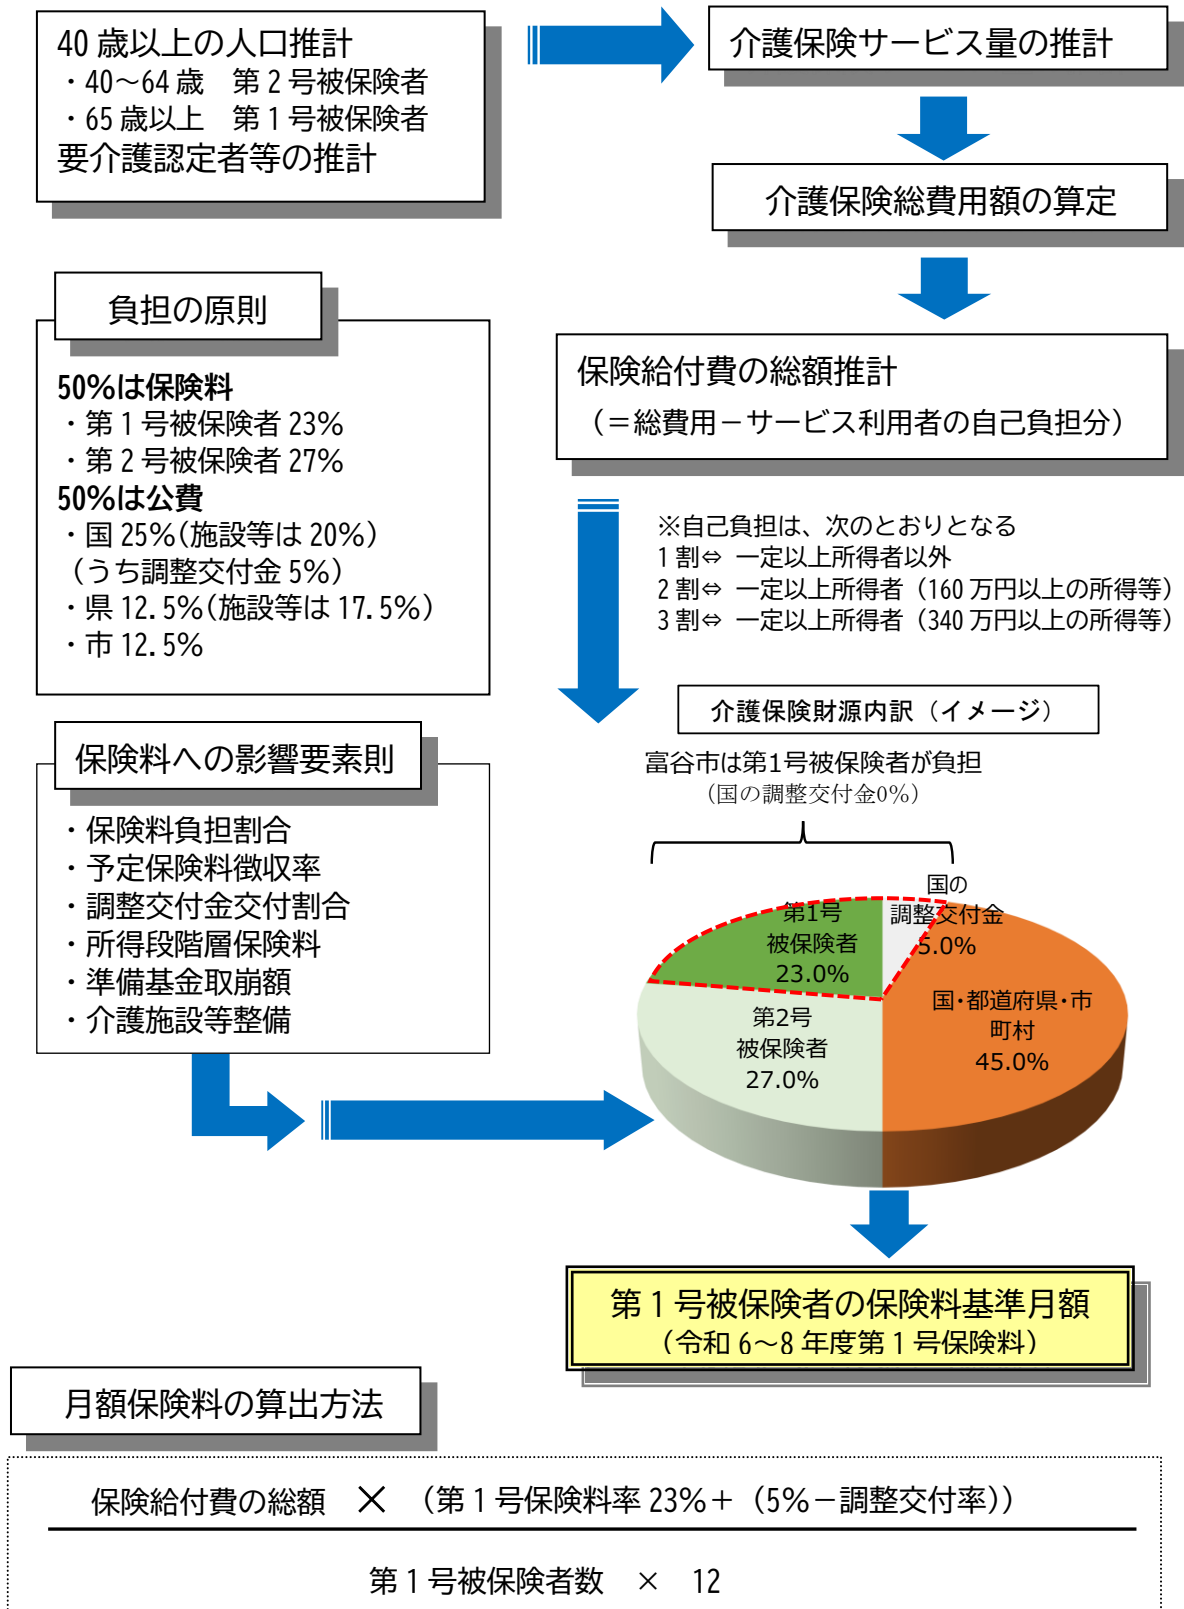 40歳以上の人口推計
・40～64歳　第2号被保険者
・65歳以上　第1号被保険者
要介護認定者等の推計
介護保険サービス量の推計
介護保険総費用額の算定
保険給付費の総額推計
（＝総費用－サービス利用者の自己負担分）
負担の原則
50%は保険料
・第1号被保険者23%
・第2号被保険者27%
50%は公費
・国25%(施設等は20%)
（うち調整交付金5%）
・県12.5%(施設等は17.5%)
・市12.5%
※自己負担は、次のとおりとなる
1割⇔ 一定以上所得者以外
2割⇔ 一定以上所得者（160万円以上の所得等）
3割⇔ 一定以上所得者（340万円以上の所得等）
保険料への影響要素則
・保険料負担割合
・予定保険料徴収率
・調整交付金交付割合
・所得段階層保険料
・準備基金取崩額
・介護施設等整備
介護保険財源内訳（イメージ）
富谷市は第1号被保険者が負担
（国の調整交付金0%）
国の
調整交付金
5.0%
第1号
被保険者
23.0%
国・都道府県・市
町村
45.0%
第2号
被保険者
27.0%
第1号被保険者の保険料基準月額
（令和6～8年度第1号保険料）
月額保険料の算出方法
保険給付費の総額　×　（第1号保険料率23%＋（5%－調整交付率））
第1号被保険者数　×　12